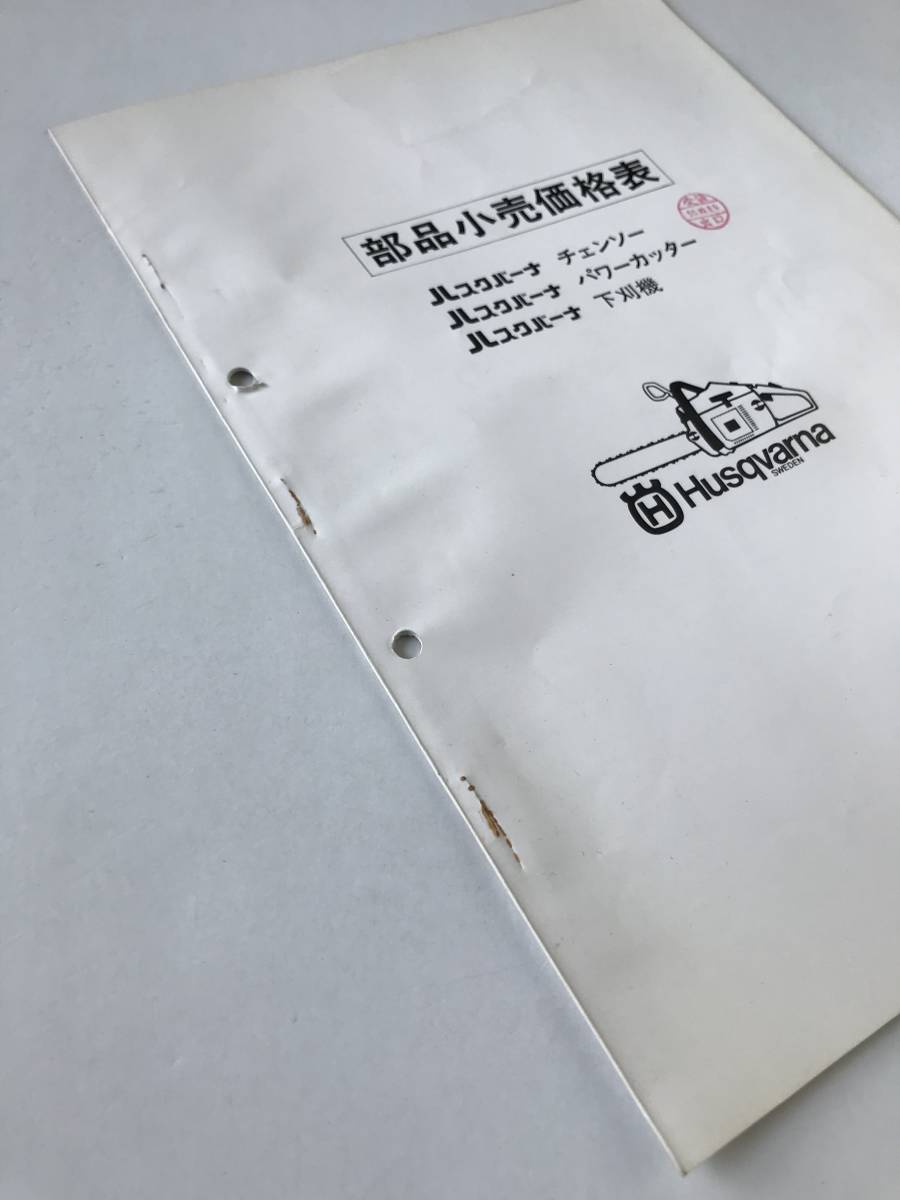 部品小売価格表
ハスクバーナ チェンソー
ハスクバーナ パワーカッター
ハスクバーナ 下刈機
H
Husqvarna
SWEDEN